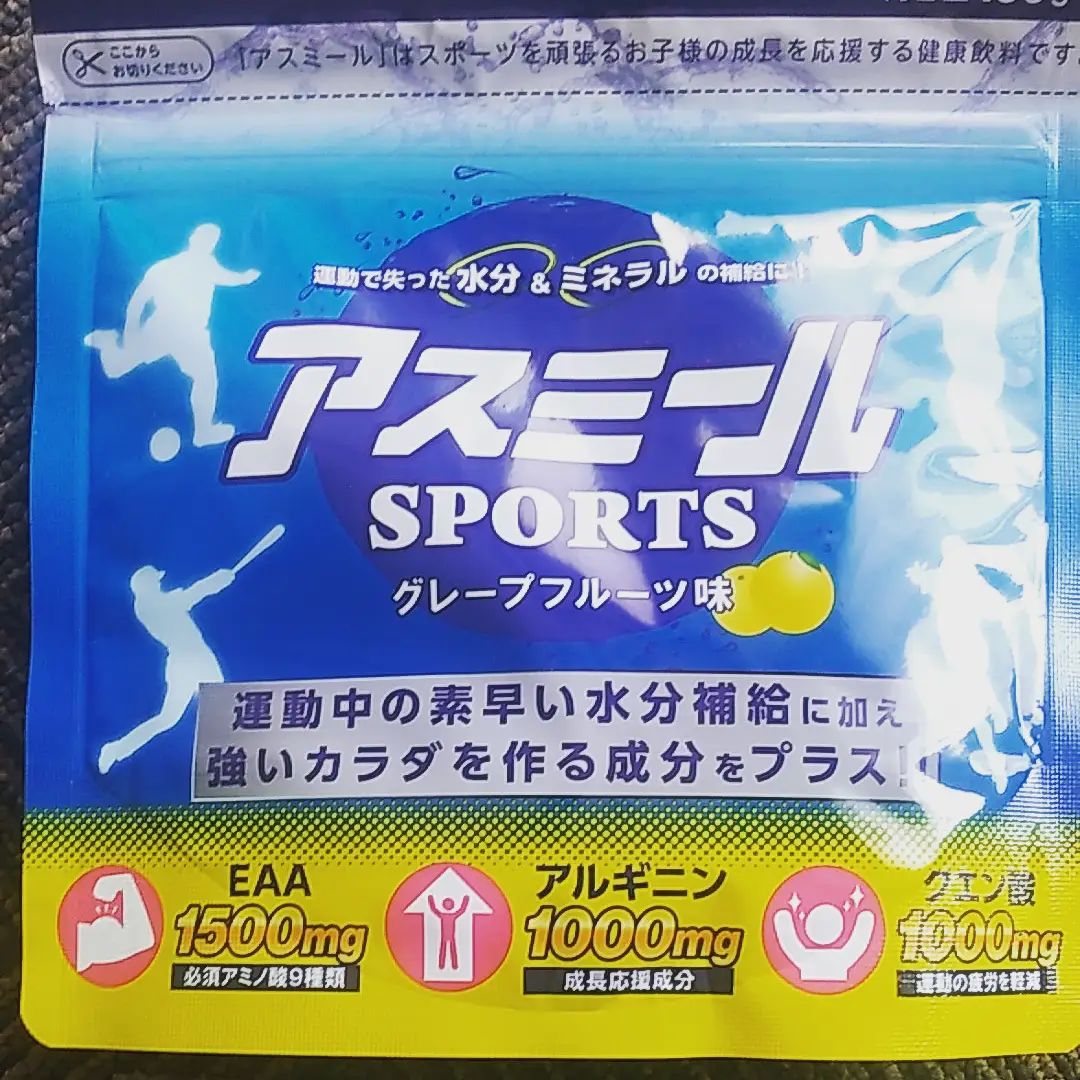 ここから
お切りください
「アスミール」はスポーツを頑張るお子様の成長を応援する健康飲料です
運動で失った水分&ミネラルの補給に!
アスミール
SPORTS
グレープフルーツ味
運動中の素早い水分補給に加え
強いカラダを作る成分をプラス!!
EAA
1500mg
必須アミノ酸9種類
アルギニン
1000mg
成長応援成分
クエン酸
1000mg
運動の疲労を軽減